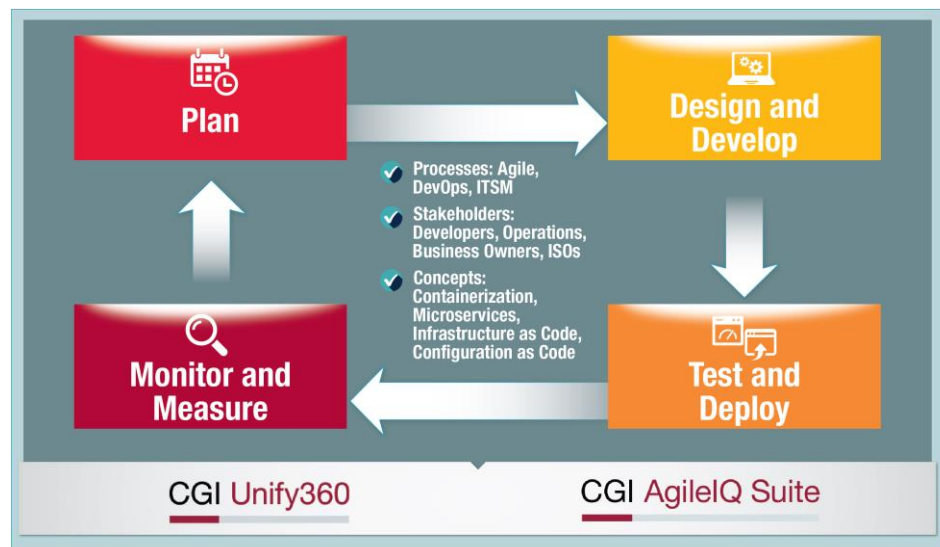 Plan
Design and
Develop
Processes: Agile,
DevOps, ITSM
Stakeholders:
Developers, Operations,
Business Owners, ISOs
Concepts:
Containerization,
Microservices,
Infrastructure as Code,
Configuration as Code
Monitor and
Measure
Test and
Deploy
CGI Unify360
CGI AgileIQ Suite